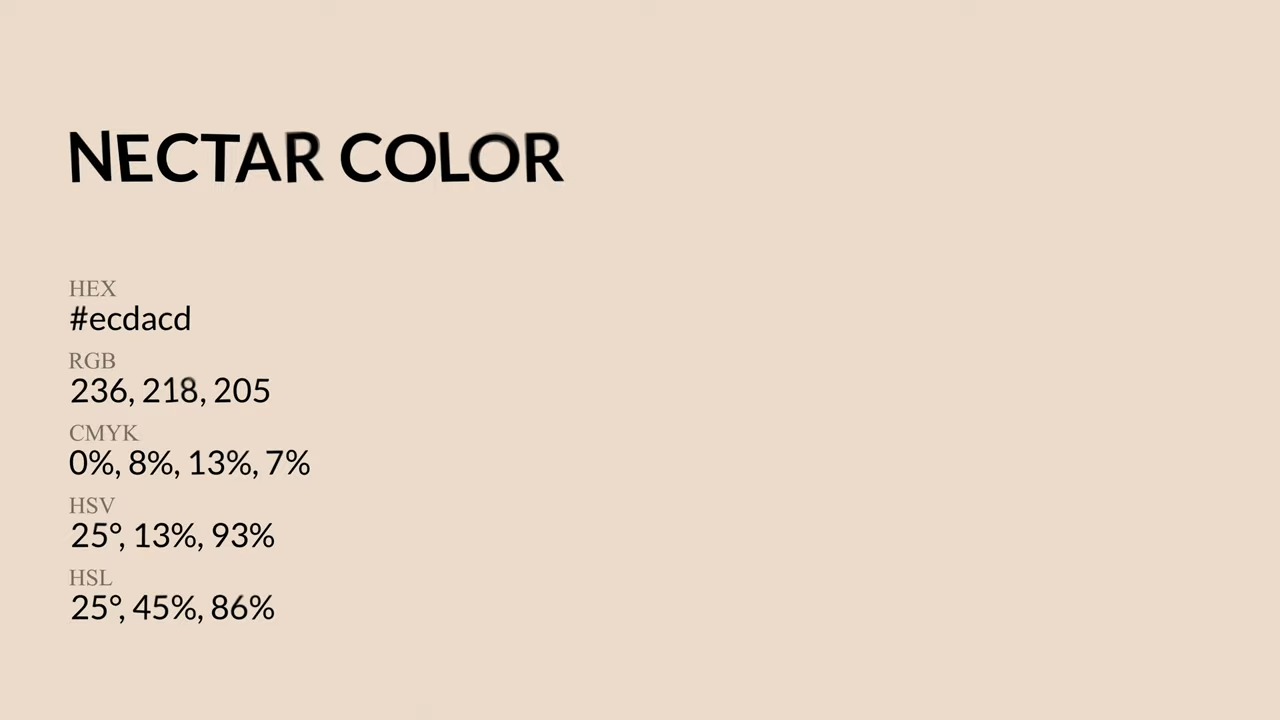 NECTAR COLOR
HEX
#ecdacd
RGB
236, 218, 205
CMYK
0%, 8%, 13%, 7%
HSV
25°, 13%, 93%
HSL
25°, 45%, 86%